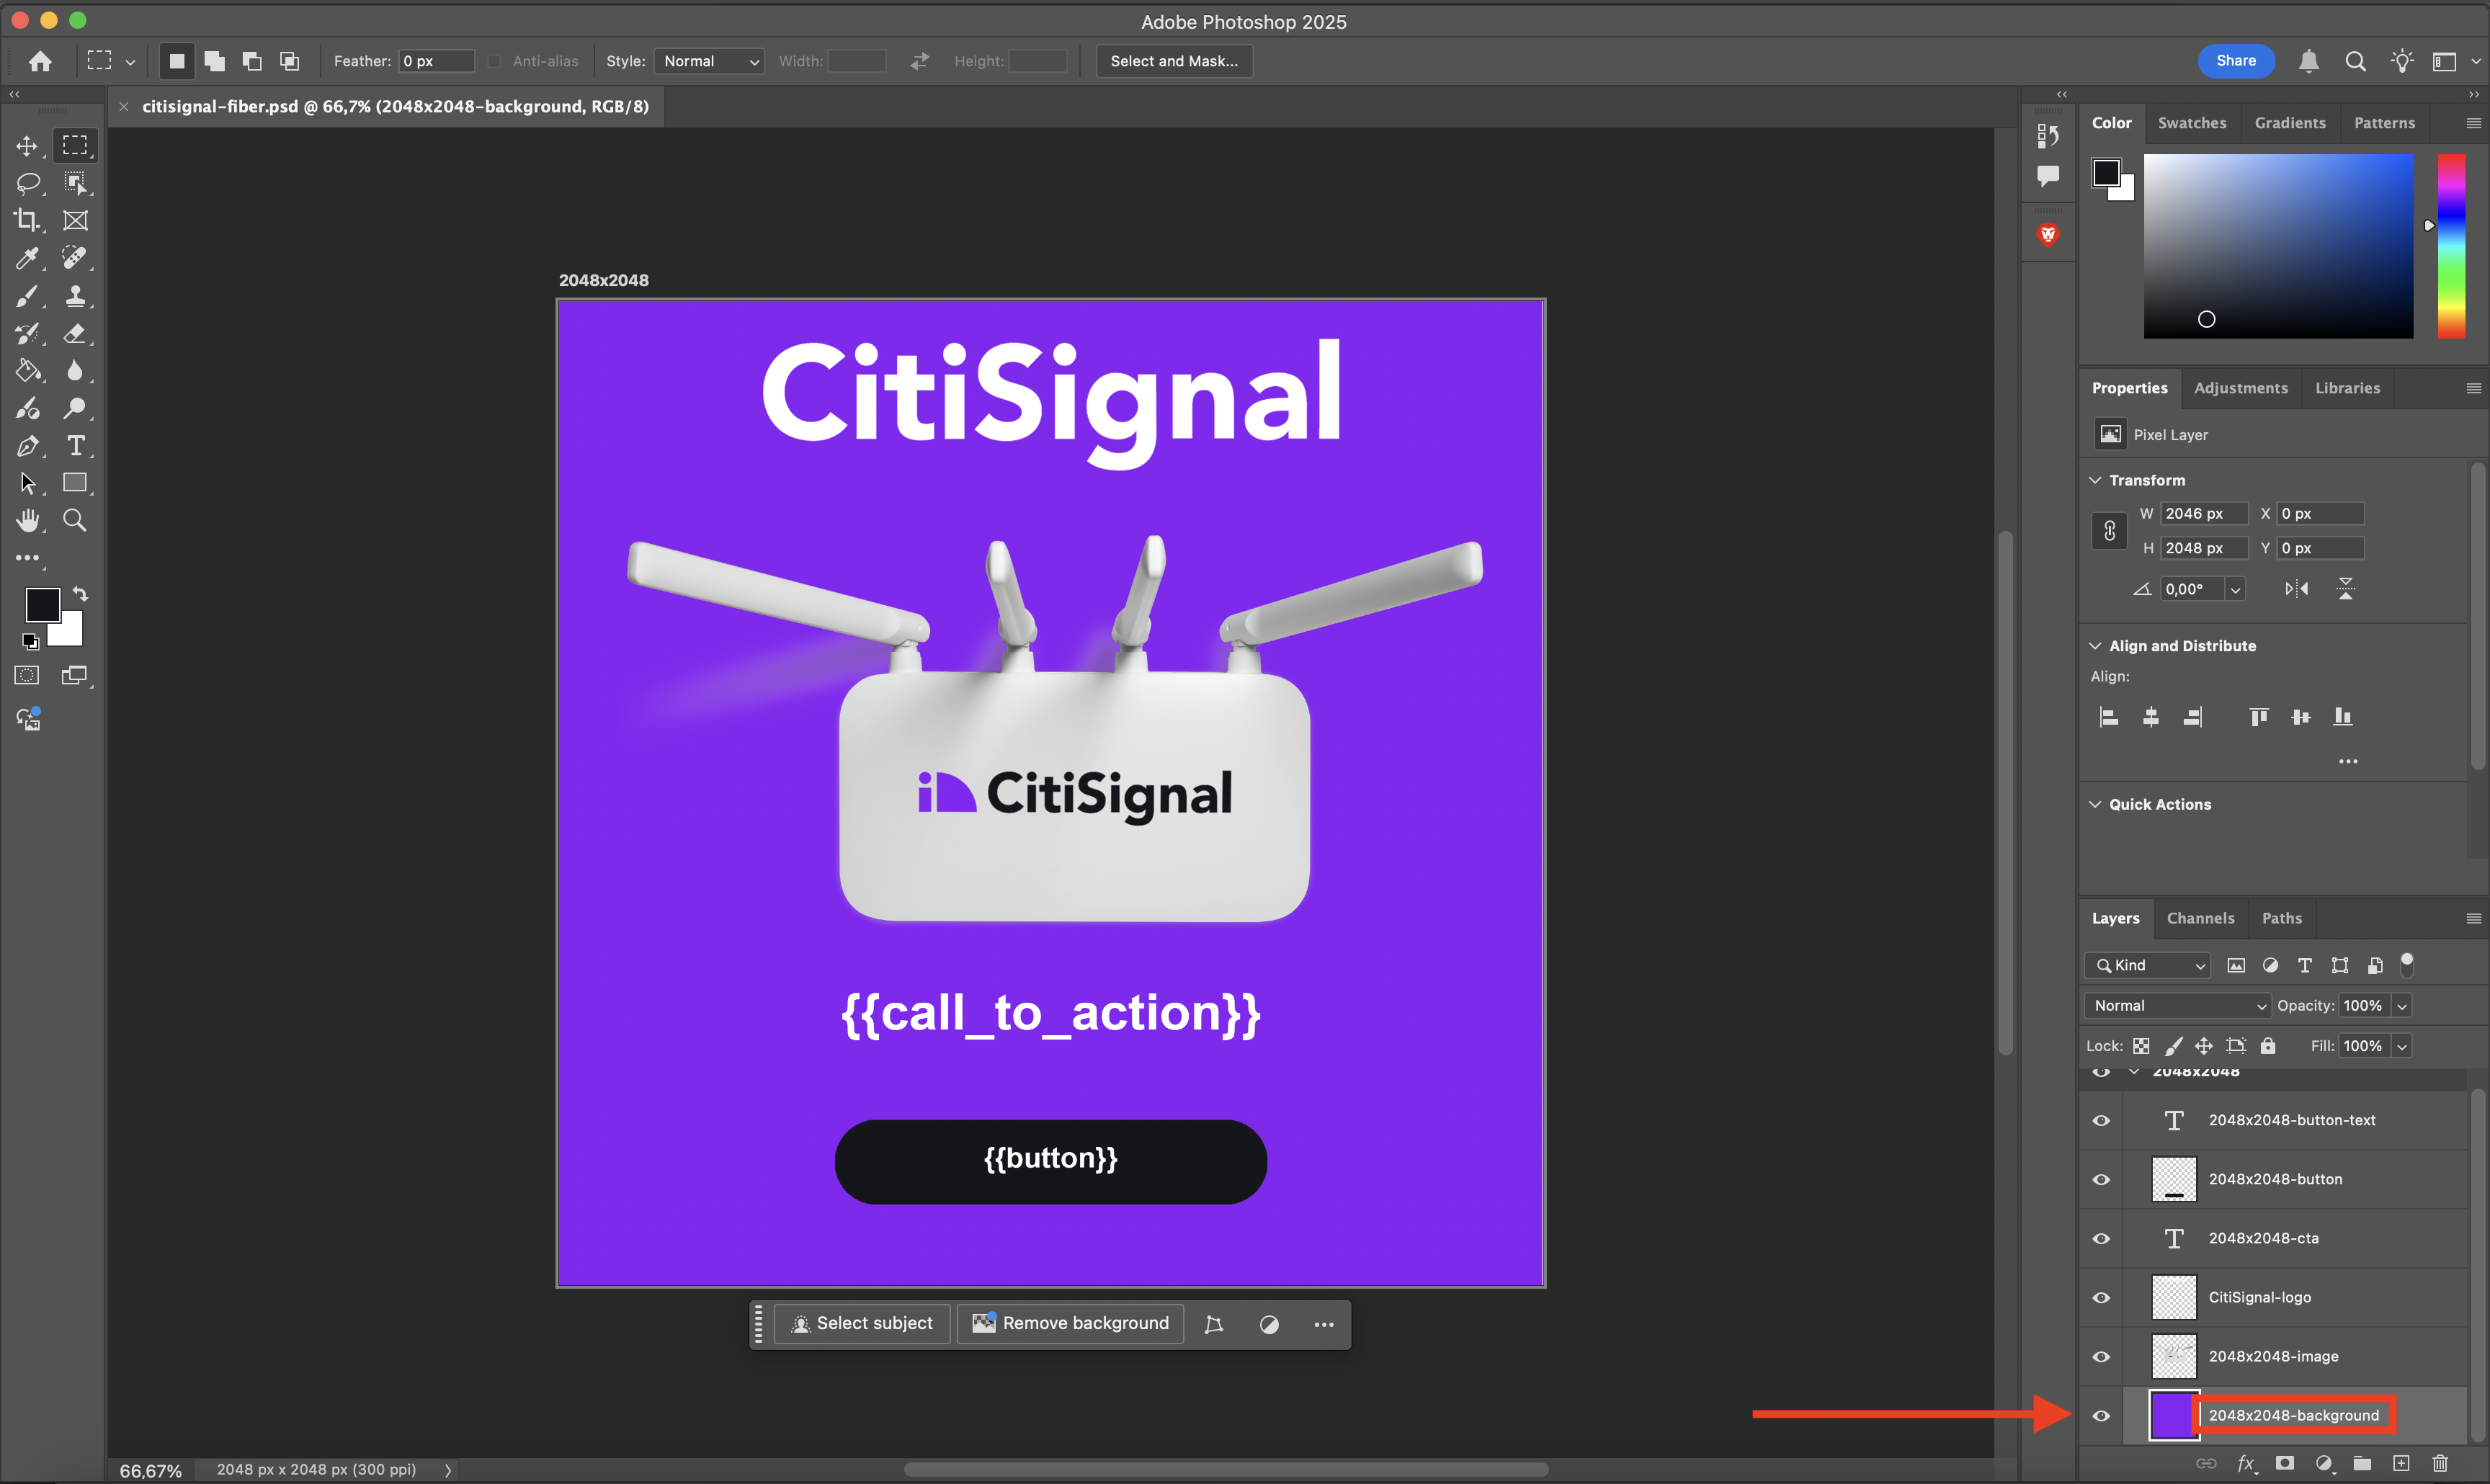 Adobe Photoshop 2025
Feather: 0 px Anti-alias Style: Normal Width: Height: Select and Mask... Share
citisignal-fiber.psd @ 66,7% (2048x2048-background, RGB/8)
Color Swatches Gradients Patterns
2048x2048
CitiSignal
CitiSignal
{{call_to_action}}
{{button}}
Select subject Remove background
Properties Adjustments Libraries
Pixel Layer
Transform
W 2046 px X 0 px
H 2048 px Y 0 px
0,00°
Align and Distribute
Align:
Quick Actions
Layers Channels Paths
Kind
Normal Opacity: 100%
Lock: Fill: 100%
2048x2048
2048x2048-button-text
2048x2048-button
2048x2048-cta
CitiSignal-logo
2048x2048-image
2048x2048-background
fx
66,67% 2048 px x 2048 px (300 ppi)